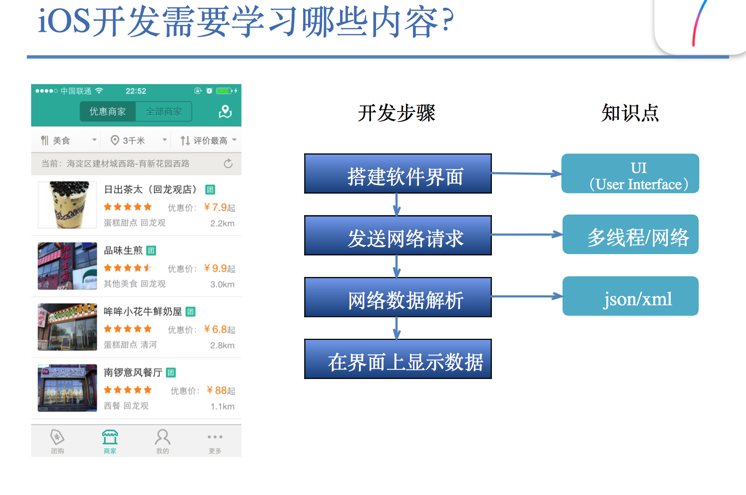 iOS开发需要学习哪些内容?
中国联通 22:52
优惠商家 全部商家
美食 3千米 评价最高
当前：海淀区建材城西路-育新花园西路
日出茶太（回龙观店） 团
优惠价: ￥7.9起
蛋糕甜点 回龙观 2.2km
品味生煎 团
优惠价: ￥9.9起
其他美食 回龙观 3.0km
哞哞小花牛鲜奶屋 团
优惠价: ￥6.8起
蛋糕甜点 清河 2.8km
南锣意风餐厅 团
优惠价: ￥88起
西餐 回龙观 1.1km
团购 商家 我的 更多
开发步骤
搭建软件界面
发送网络请求
网络数据解析
在界面上显示数据
知识点
UI
（User Interface）
多线程/网络
json/xml